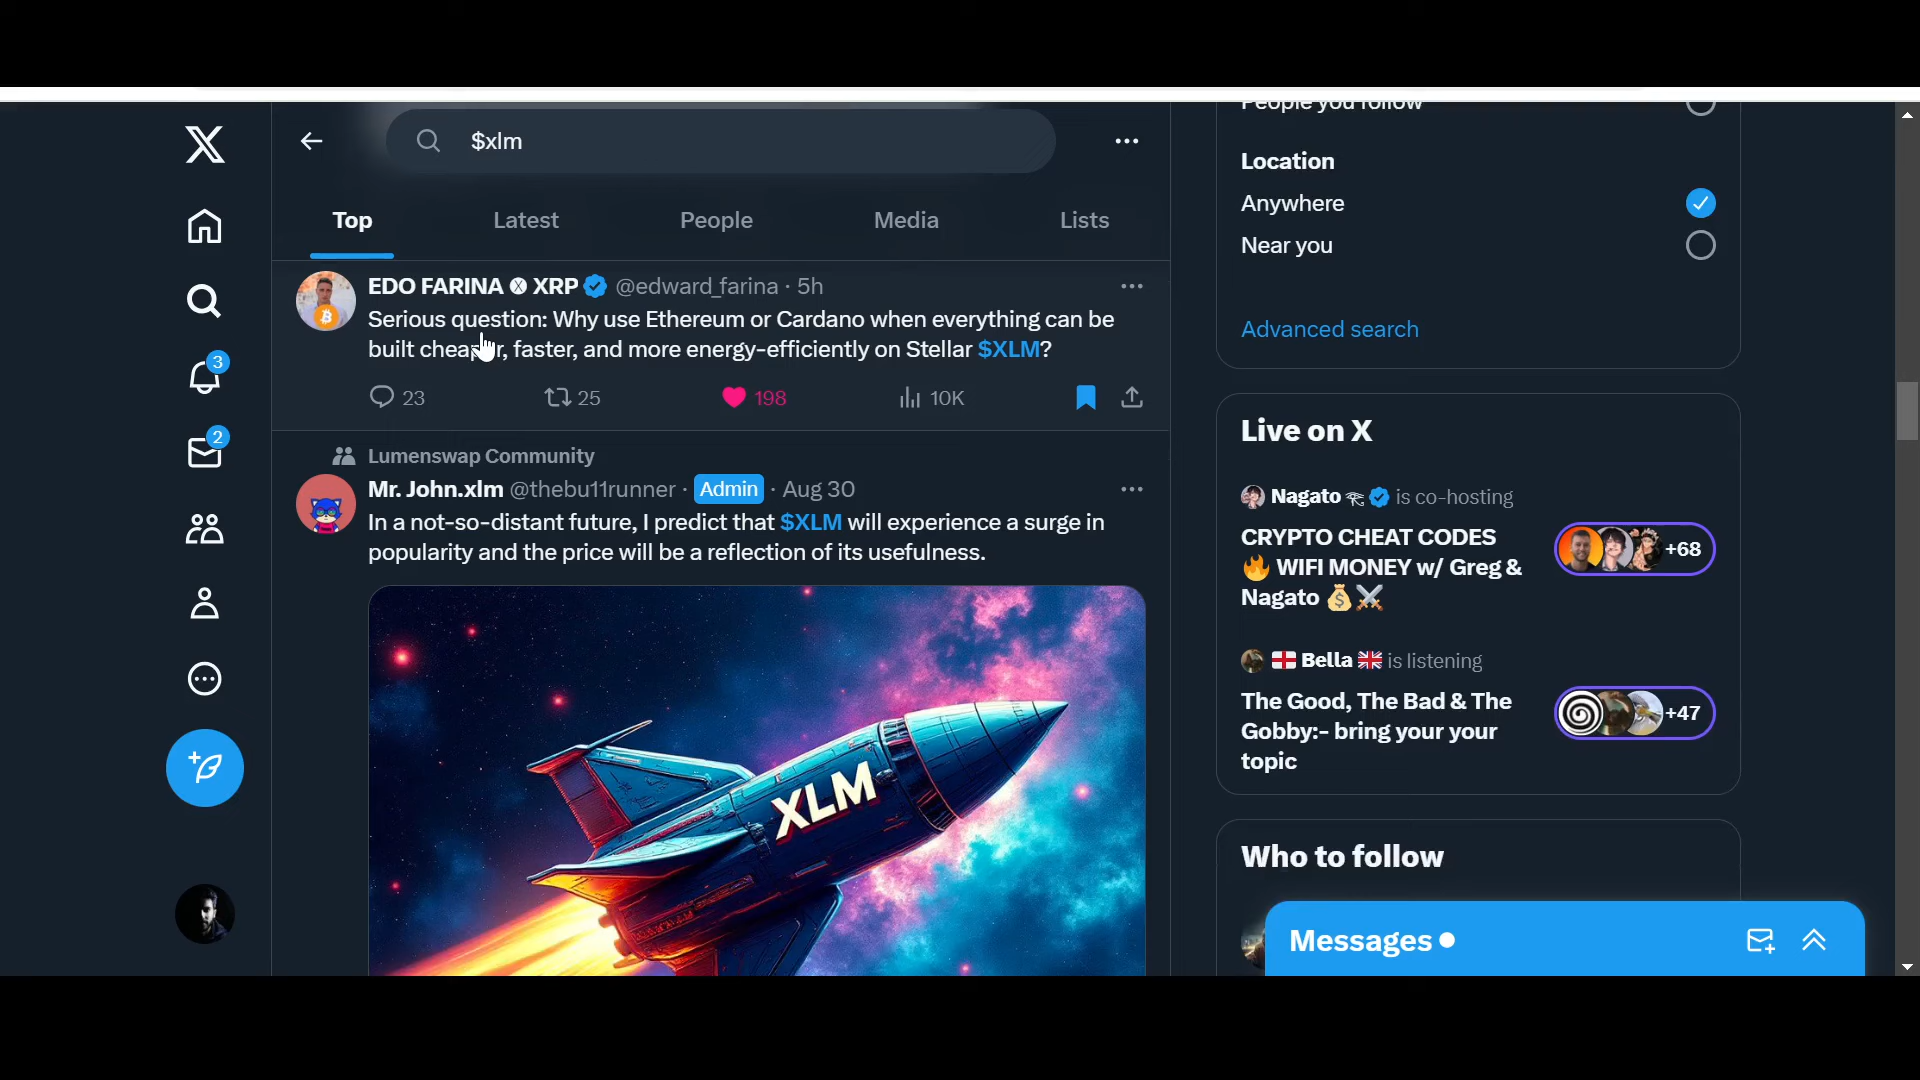 $xlm
Top Latest People Media Lists
EDO FARINA XRP @edward_farina · 5h
Serious question: Why use Ethereum or Cardano when everything can be
built cheaper, faster, and more energy-efficiently on Stellar $XLM?
23 25 198 10K
Lumenswap Community
Mr. John.xlm @thebu11runner · Admin · Aug 30
In a not-so-distant future, I predict that $XLM will experience a surge in
popularity and the price will be a reflection of its usefulness.
XLM
3
2
People you follow
Location
Anywhere
Near you
Advanced search
Live on X
Nagato is co-hosting
CRYPTO CHEAT CODES
🔥 WIFI MONEY w/ Greg &
Nagato 💰⚔️
+68
🏴󠁧󠁢󠁥󠁮󠁧󠁿 Bella 🇬🇧 is listening
The Good, The Bad & The
Gobby:- bring your your
topic
+47
Who to follow
Messages